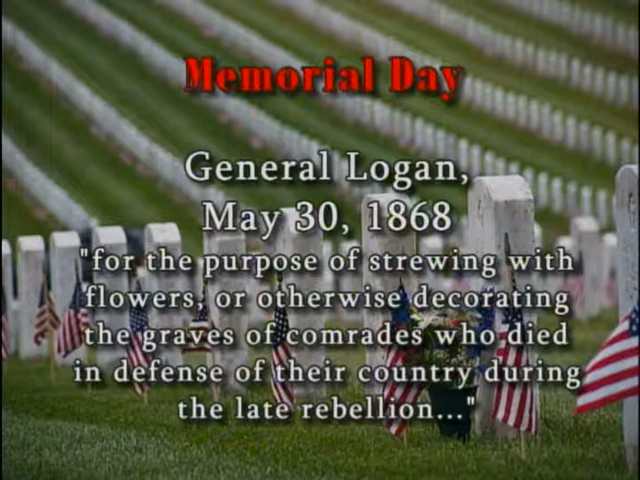 Memorial Day
General Logan,
May 30, 1868
"for the purpose of strewing with
flowers, or otherwise decorating
the graves of comrades who died
in defense of their country during
the late rebellion..."